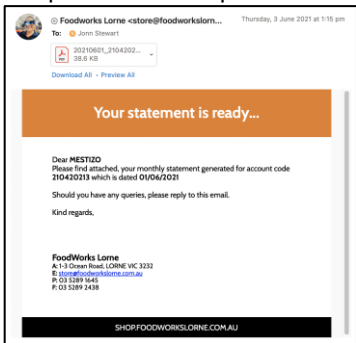 Foodworks Lorne <store@foodworkslorn...
Thursday, 3 June 2021 at 1:15 pm
To: Jonn Stewart
20210601_2104202...
38.6 KB
Download All • Preview All
Your statement is ready...
Dear MESTIZO
Please find attached, your monthly statement generated for account code
210420213 which is dated 01/06/2021
Should you have any queries, please reply to this email.
Kind regards,
FoodWorks Lorne
A: 1-3 Ocean Road, LORNE VIC 3232
E: store@foodworkslorne.com.au
P: 03 5289 1645
F: 03 5289 2438
SHOP.FOODWORKSLORNE.COM.AU